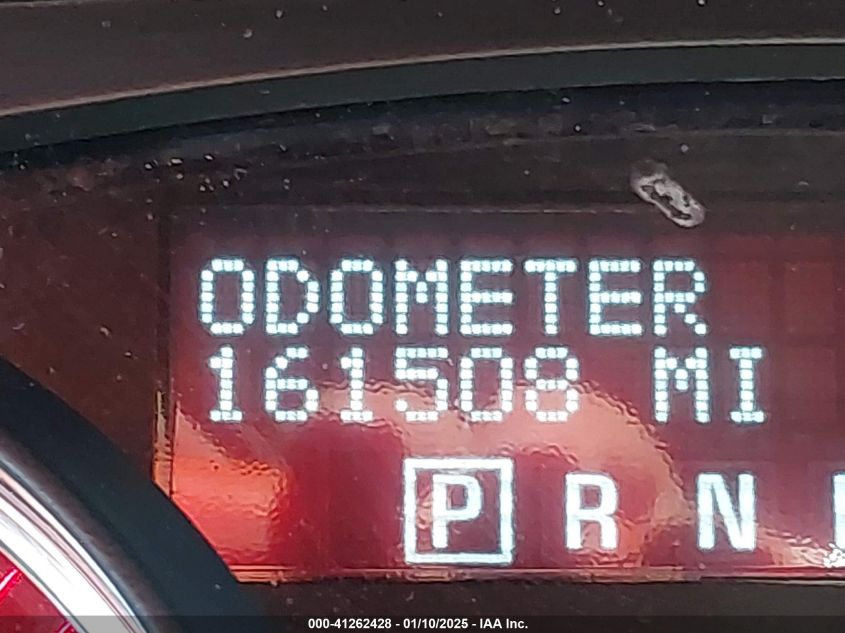 ODOMETER
161508 MI
P R N
000-41262428 - 01/10/2025 - IAA Inc.